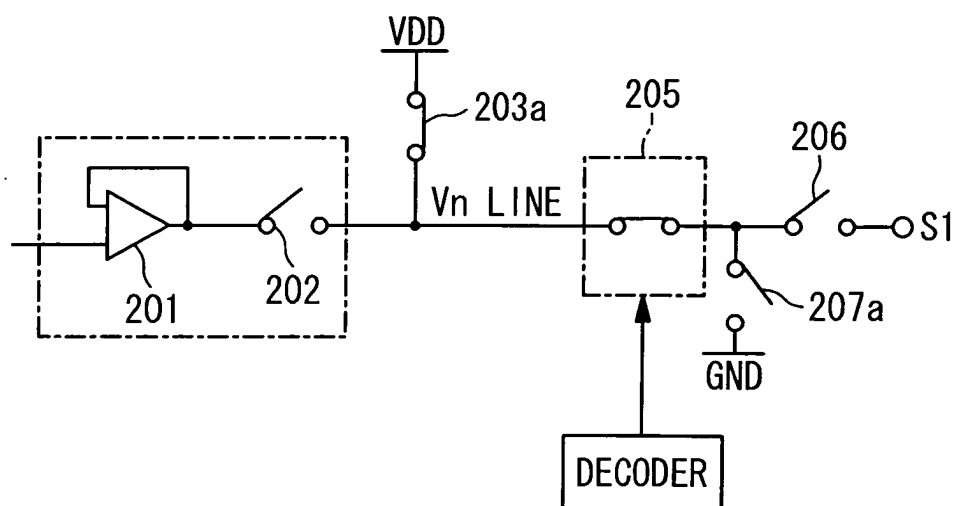 VDD
203a
205
206
Vn LINE
S1
201
202
207a
GND
DECODER